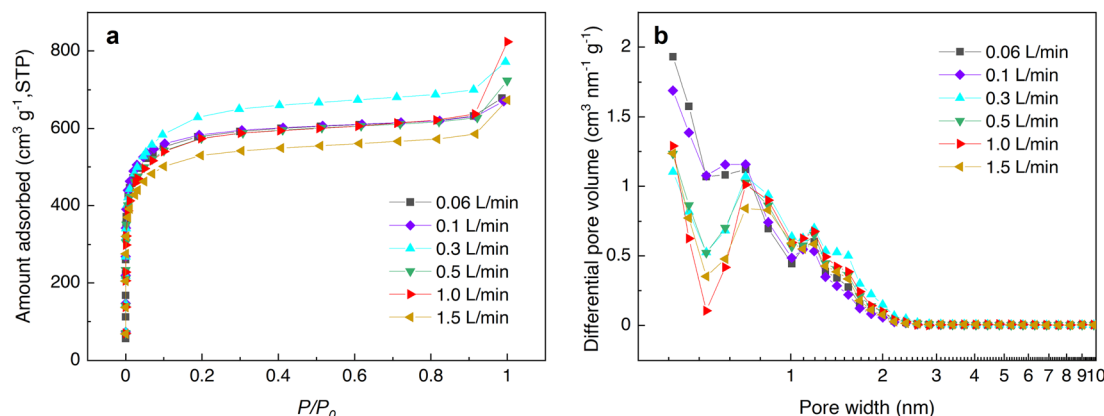 a
Amount adsorbed (cm³ g⁻¹,STP)
800
600
400
200
0
0.06 L/min
0.1 L/min
0.3 L/min
0.5 L/min
1.0 L/min
1.5 L/min
0 0.2 0.4 0.6 0.8 1
P/P₀
b
Differential pore volume (cm³ nm⁻¹ g⁻¹)
2
1.5
1
0.5
0
0.06 L/min
0.1 L/min
0.3 L/min
0.5 L/min
1.0 L/min
1.5 L/min
1 2 3 4 5 6 7 8 9 10
Pore width (nm)